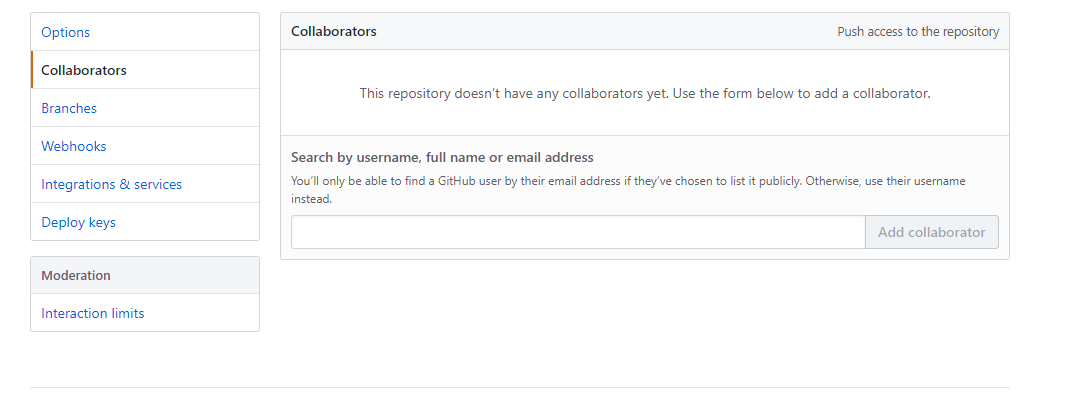 Options
Collaborators
Branches
Webhooks
Integrations & services
Deploy keys
Moderation
Interaction limits
Collaborators
Push access to the repository
This repository doesn't have any collaborators yet. Use the form below to add a collaborator.
Search by username, full name or email address
You'll only be able to find a GitHub user by their email address if they've chosen to list it publicly. Otherwise, use their username
instead.
Add collaborator